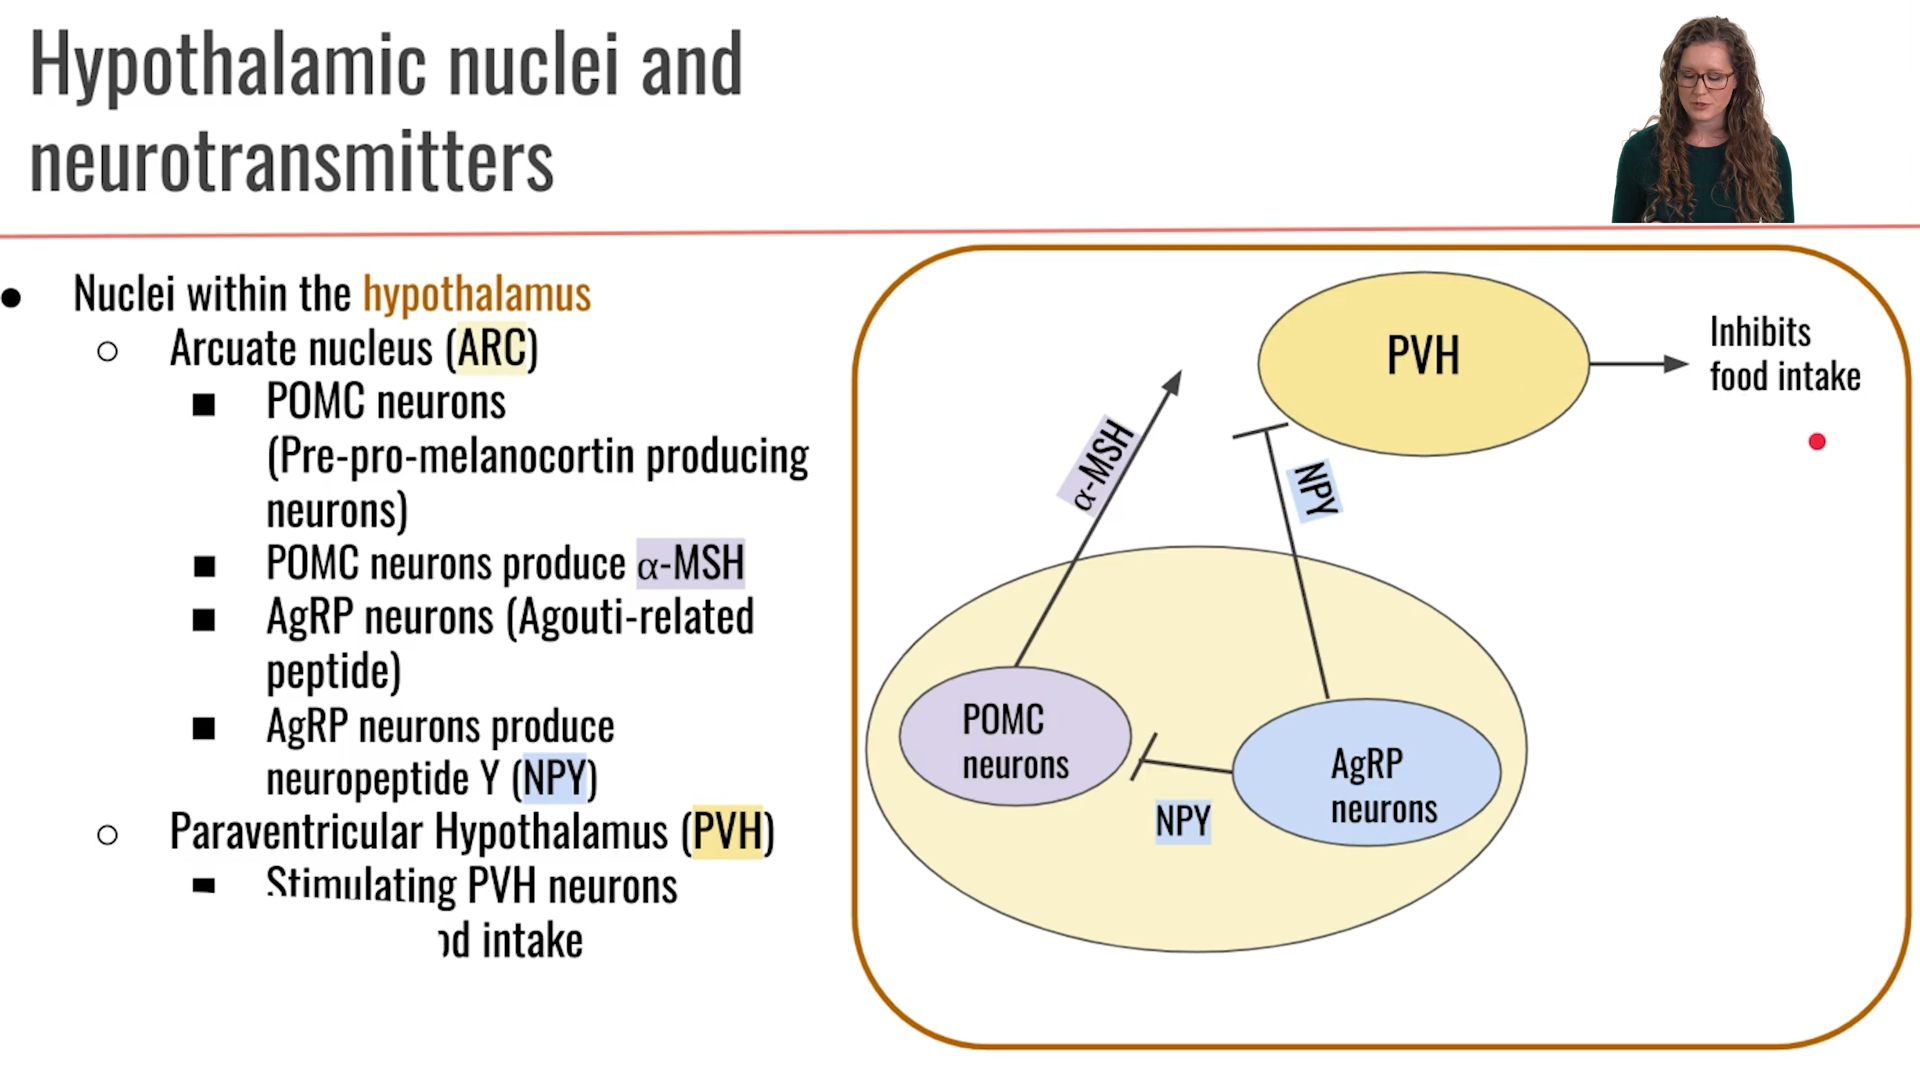 Hypothalamic nuclei and
neurotransmitters
● Nuclei within the hypothalamus
○ Arcuate nucleus (ARC)
■ POMC neurons
(Pre-pro-melanocortin producing
neurons)
■ POMC neurons produce α-MSH
■ AgRP neurons (Agouti-related
peptide)
■ AgRP neurons produce
neuropeptide Y (NPY)
○ Paraventricular Hypothalamus (PVH)
■ Stimulating PVH neurons
intake
PVH
Inhibits
food intake
α-MSH
NPY
POMC
neurons
NPY
AgRP
neurons